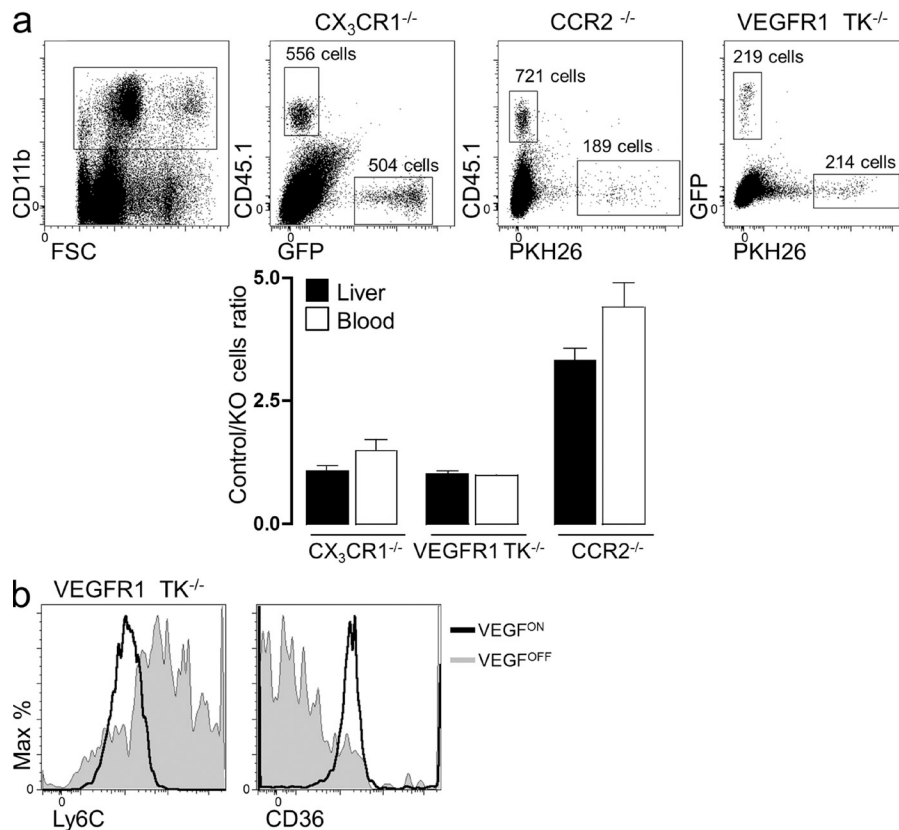 a
CX₃CR1⁻/⁻
CCR2 ⁻/⁻
VEGFR1 TK⁻/⁻
556 cells
721 cells
219 cells
504 cells
189 cells
214 cells
CD11b
CD45.1
CD45.1
GFP
0
0
0
0
0
0
0
0
FSC
GFP
PKH26
PKH26
Control/KO cells ratio
5.0
2.5
0.0
Liver
Blood
CX₃CR1⁻/⁻
VEGFR1 TK⁻/⁻
CCR2⁻/⁻
b
VEGFR1 TK⁻/⁻
VEGFᴼᴺ
VEGFᴼFF
Max %
0
0
Ly6C
CD36